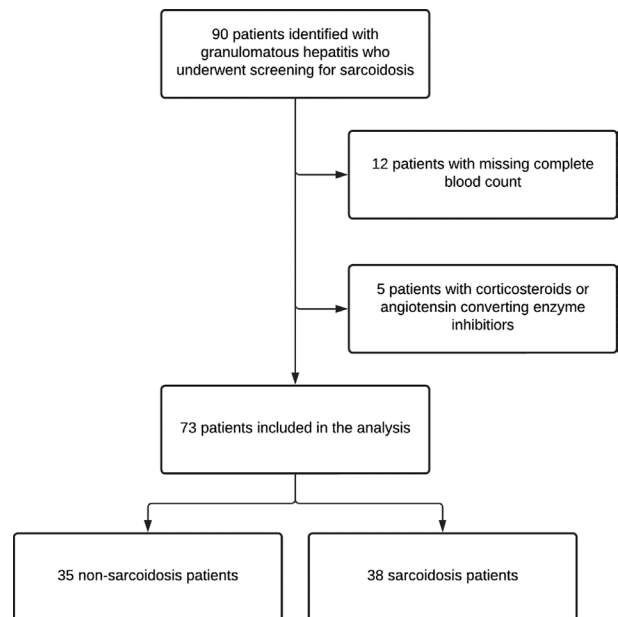 90 patients identified with
granulomatous hepatitis who
underwent screening for sarcoidosis
12 patients with missing complete
blood count
5 patients with corticosteroids or
angiotensin converting enzyme
inhibitiors
73 patients included in the analysis
35 non-sarcoidosis patients
38 sarcoidosis patients